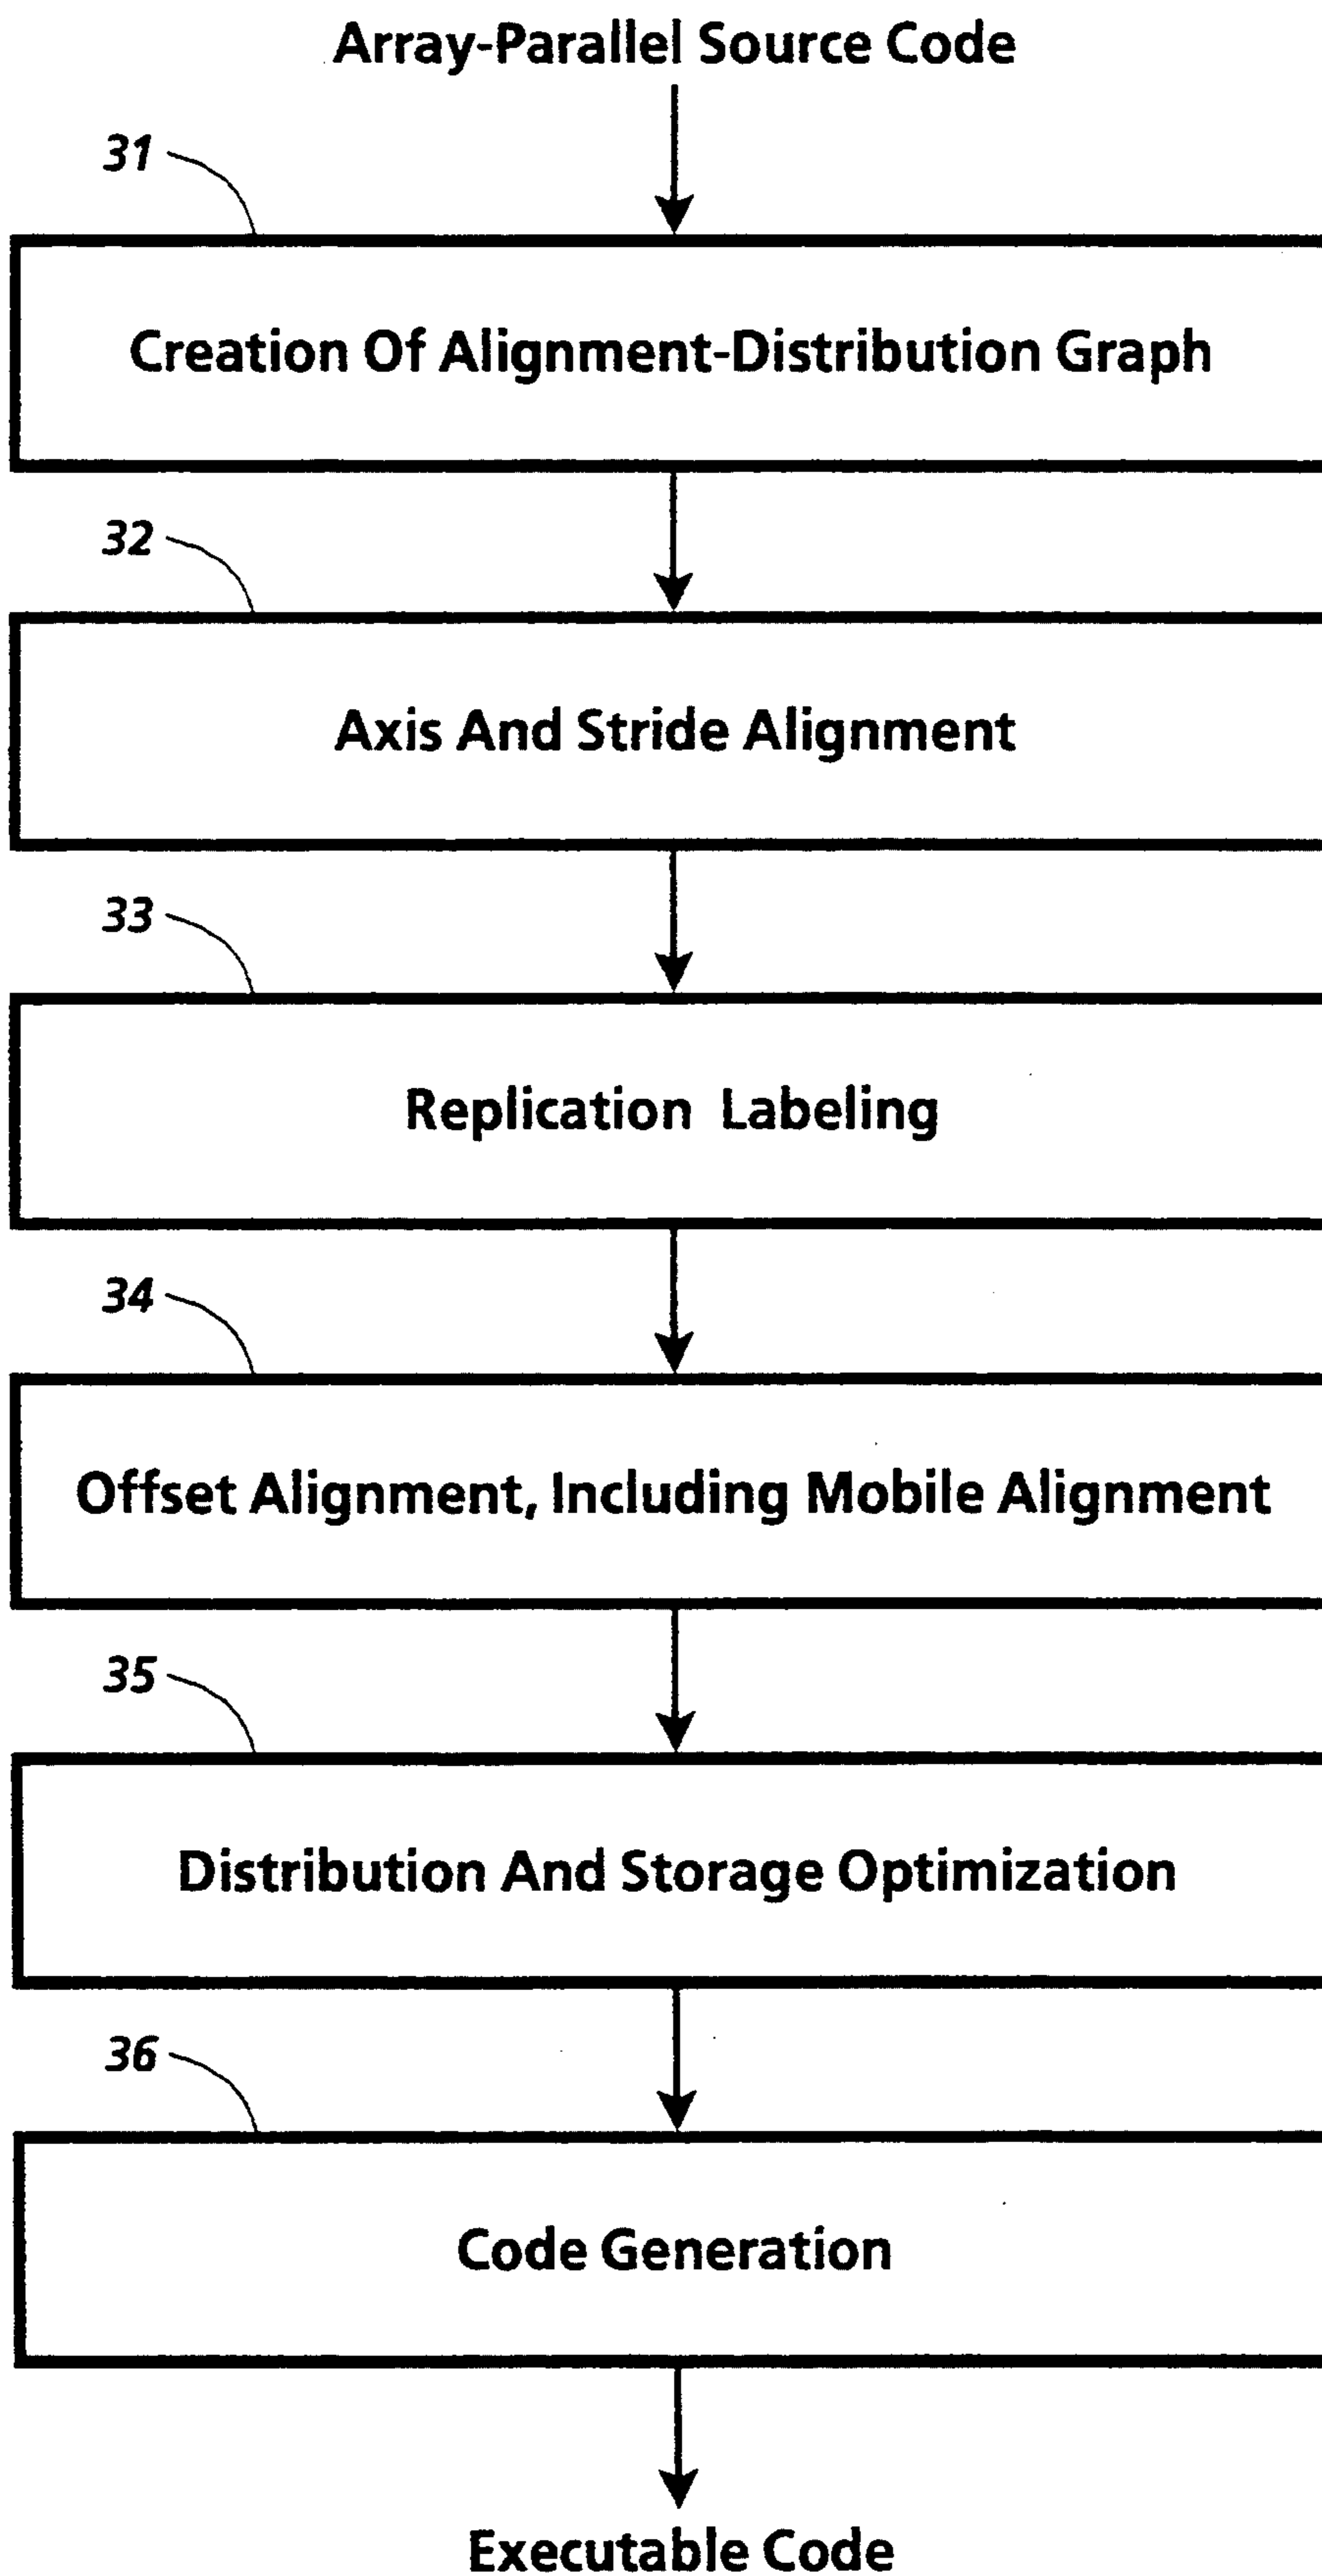 Array-Parallel Source Code
31
Creation Of Alignment-Distribution Graph
32
Axis And Stride Alignment
33
Replication Labeling
34
Offset Alignment, Including Mobile Alignment
35
Distribution And Storage Optimization
36
Code Generation
Executable Code